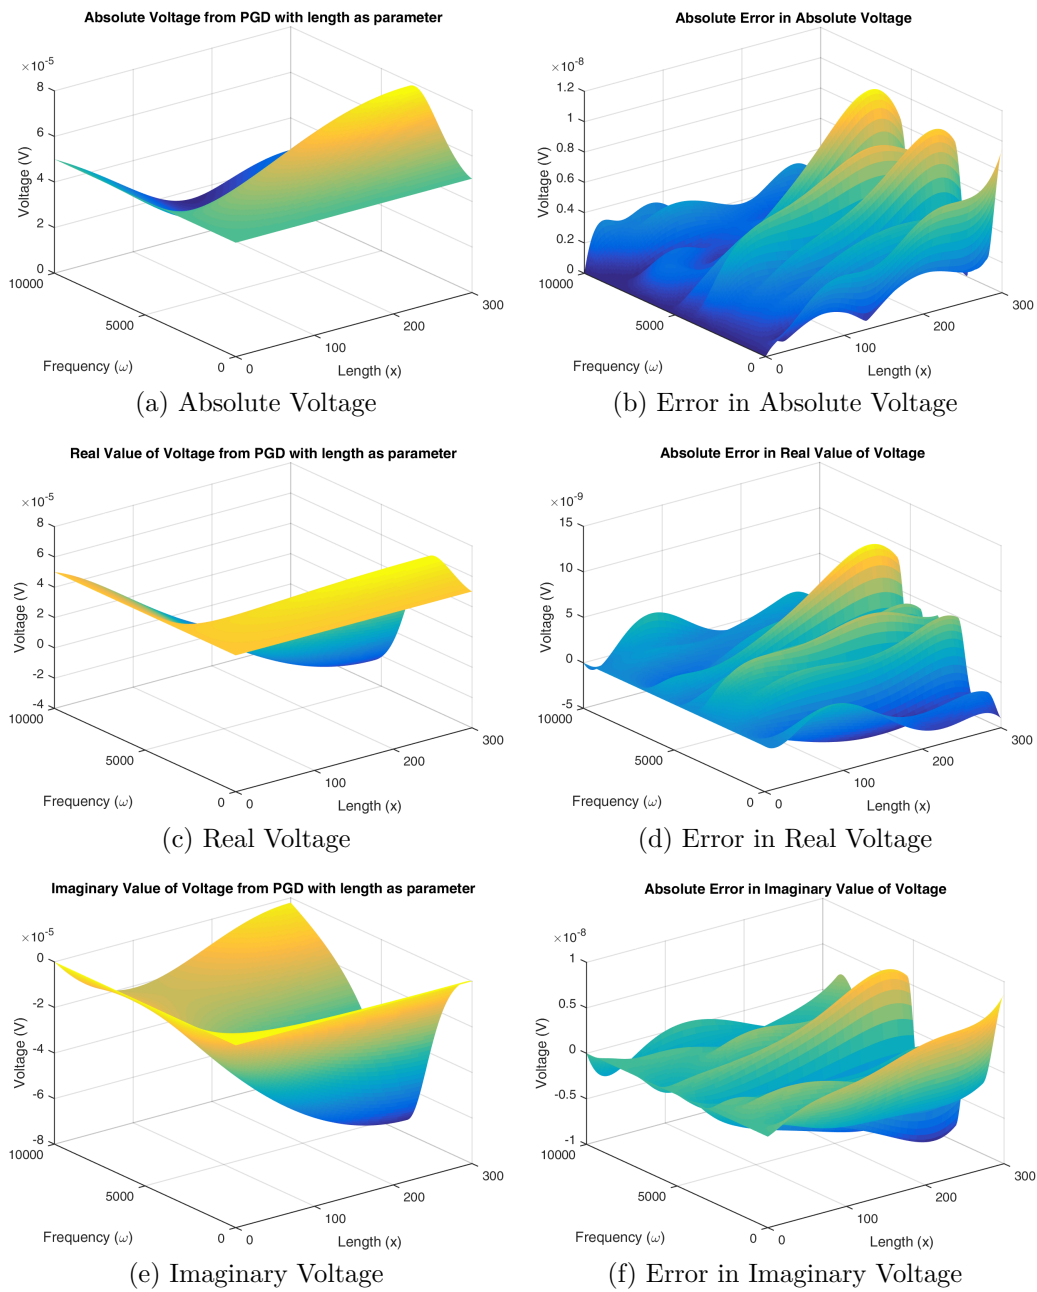 Absolute Voltage from PGD with length as parameter
×10-5
8
6
4
2
0
Voltage (V)
10000
5000
0
Frequency (ω)
0
100
200
300
Length (x)
(a) Absolute Voltage
Absolute Error in Absolute Voltage
×10-8
1.2
1
0.8
0.6
0.4
0.2
0
Voltage (V)
10000
5000
0
Frequency (ω)
0
100
200
300
Length (x)
(b) Error in Absolute Voltage
Real Value of Voltage from PGD with length as parameter
×10-5
8
6
4
2
0
-2
-4
Voltage (V)
10000
5000
0
Frequency (ω)
0
100
200
300
Length (x)
(c) Real Voltage
Absolute Error in Real Value of Voltage
×10-9
15
10
5
0
-5
Voltage (V)
10000
5000
0
Frequency (ω)
0
100
200
300
Length (x)
(d) Error in Real Voltage
Imaginary Value of Voltage from PGD with length as parameter
×10-5
0
-2
-4
-6
-8
Voltage (V)
10000
5000
0
Frequency (ω)
0
100
200
300
Length (x)
(e) Imaginary Voltage
Absolute Error in Imaginary Value of Voltage
×10-8
1
0.5
0
-0.5
-1
Voltage (V)
10000
5000
0
Frequency (ω)
0
100
200
300
Length (x)
(f) Error in Imaginary Voltage